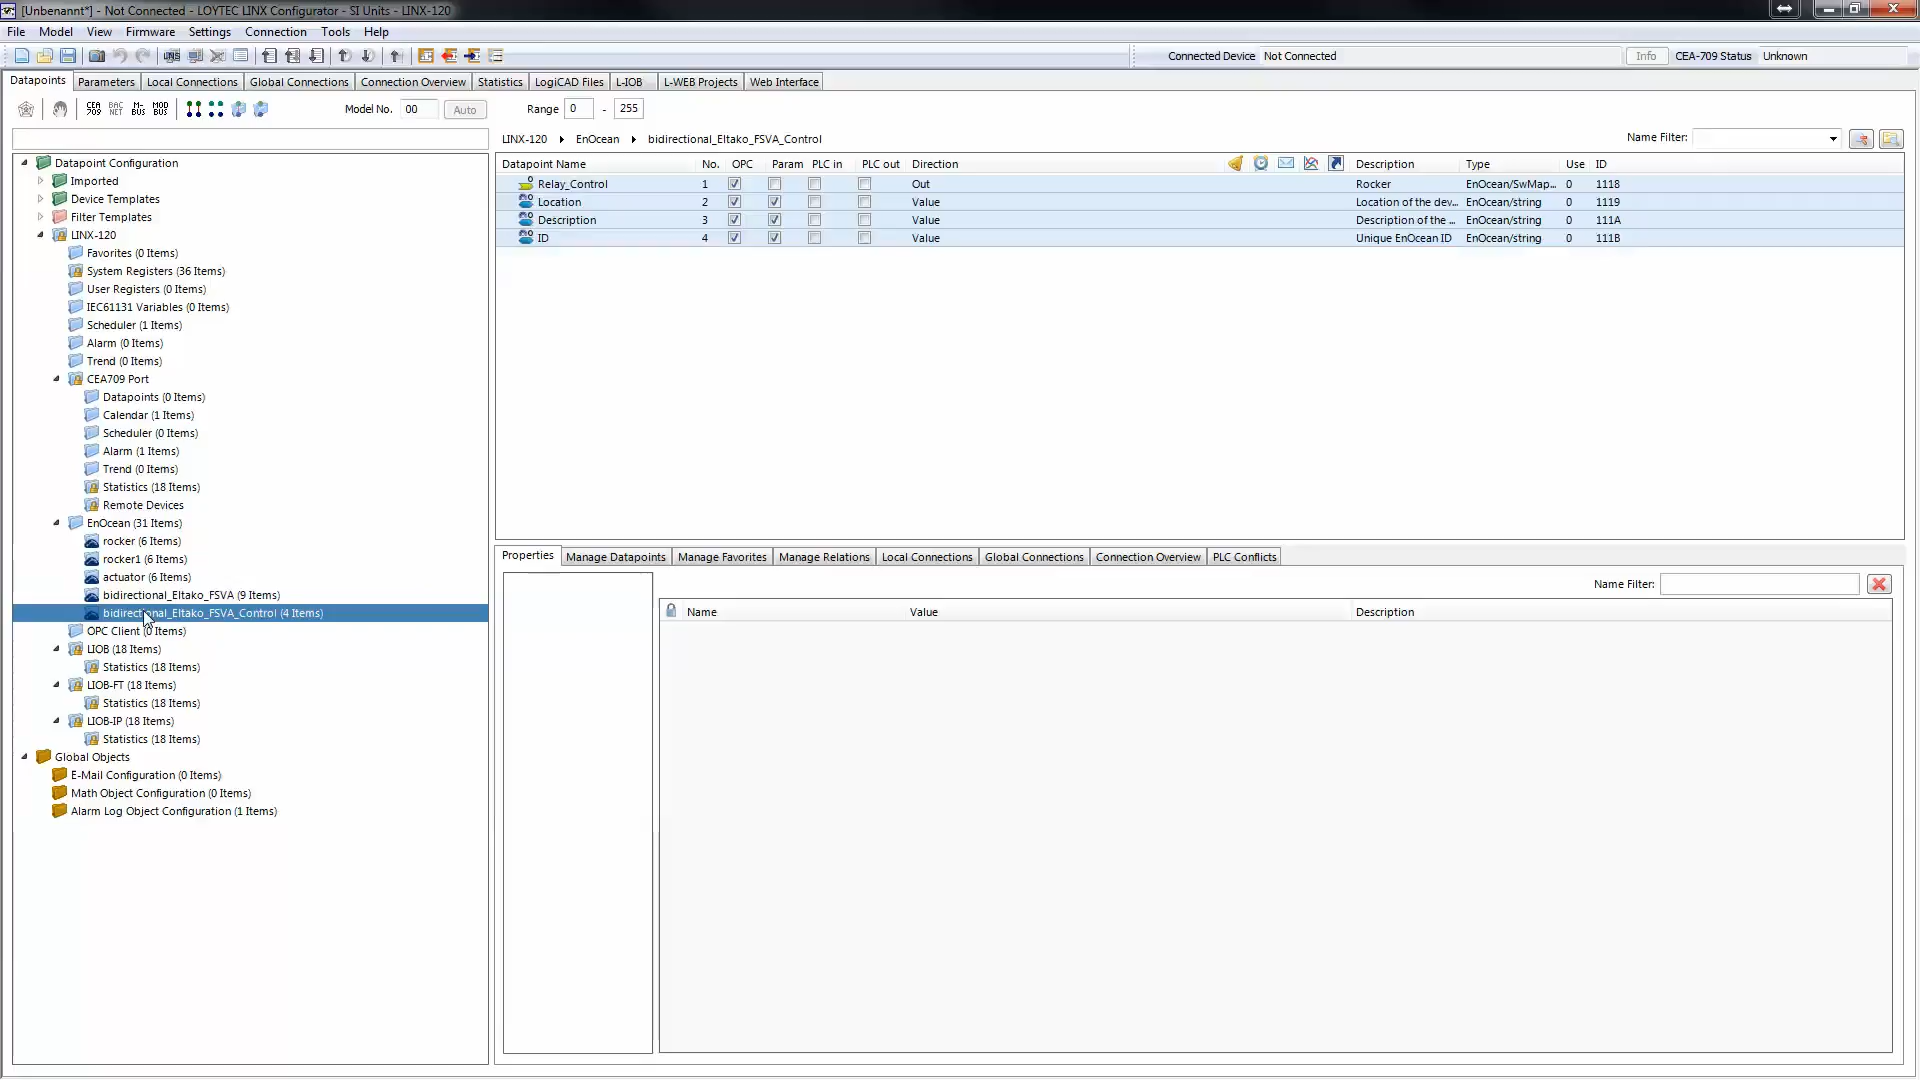 [Unbenannt*] - Not Connected - LOYTEC LINX Configurator - SI Units - LINX-120
File Model View Firmware Settings Connection Tools Help
Connected Device Not Connected Info CEA-709 Status Unknown
Datapoints Parameters Local Connections Global Connections Connection Overview Statistics LogiCAD Files L-IOB L-WEB Projects Web Interface
CEA 709 BAC NET M-BUS MOD BUS Model No. 00 Auto Range 0 - 255
LINX-120 EnOcean bidirectional_Eltako_FSVA_Control Name Filter:
Datapoint Name No. OPC Param PLC in PLC out Direction Description Type Use ID
Relay_Control 1 Out Rocker EnOcean/SwMap... 0 1118
Location 2 Value Location of the dev... EnOcean/string 0 1119
Description 3 Value Description of the ... EnOcean/string 0 111A
ID 4 Value Unique EnOcean ID EnOcean/string 0 111B
Datapoint Configuration
Imported
Device Templates
Filter Templates
LINX-120
Favorites (0 Items)
System Registers (36 Items)
User Registers (0 Items)
IEC61131 Variables (0 Items)
Scheduler (1 Items)
Alarm (0 Items)
Trend (0 Items)
CEA709 Port
Datapoints (0 Items)
Calendar (1 Items)
Scheduler (0 Items)
Alarm (1 Items)
Trend (0 Items)
Statistics (18 Items)
Remote Devices
EnOcean (31 Items)
rocker (6 Items)
rocker1 (6 Items)
actuator (6 Items)
bidirectional_Eltako_FSVA (9 Items)
bidirectional_Eltako_FSVA_Control (4 Items)
OPC Client (0 Items)
LIOB (18 Items)
Statistics (18 Items)
LIOB-FT (18 Items)
Statistics (18 Items)
LIOB-IP (18 Items)
Statistics (18 Items)
Global Objects
E-Mail Configuration (0 Items)
Math Object Configuration (0 Items)
Alarm Log Object Configuration (1 Items)
Properties Manage Datapoints Manage Favorites Manage Relations Local Connections Global Connections Connection Overview PLC Conflicts
Name Filter:
Name Value Description